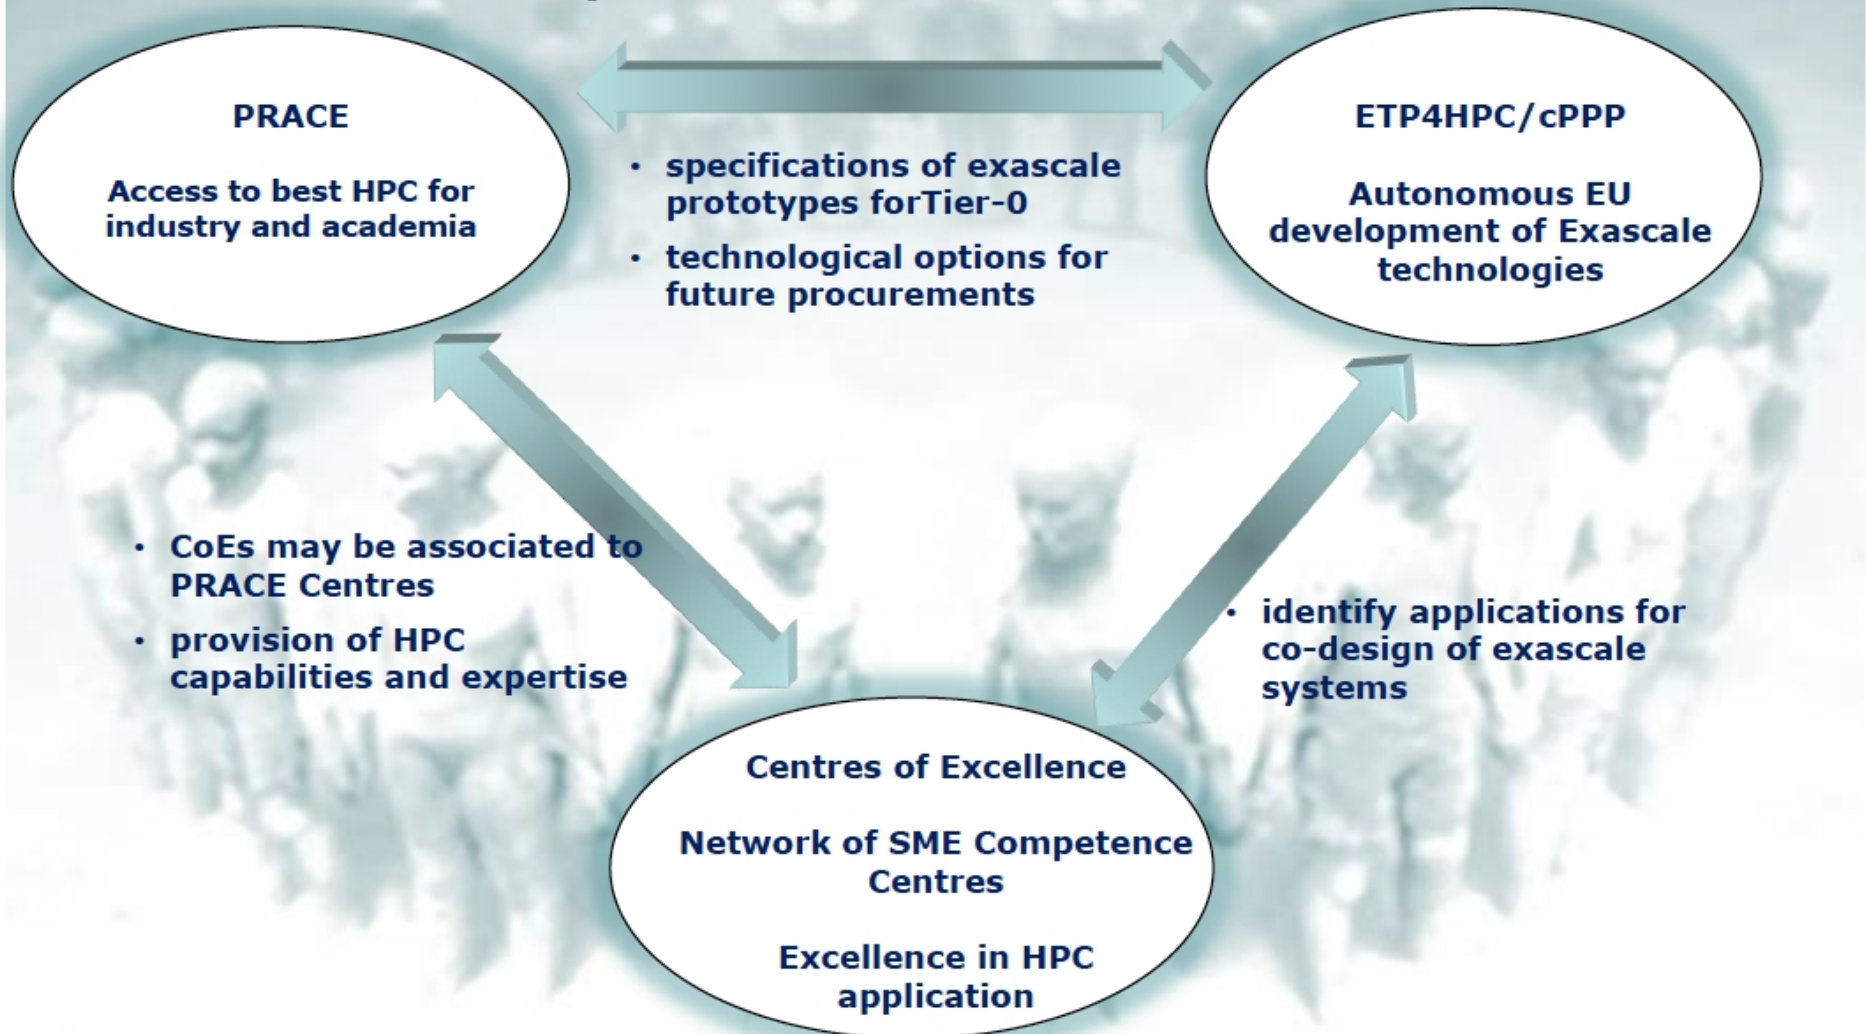 PRACE
Access to best HPC for
industry and academia
• specifications of exascale
prototypes forTier-0
• technological options for
future procurements
ETP4HPC/cPPP
Autonomous EU
development of Exascale
technologies
• CoEs may be associated to
PRACE Centres
• provision of HPC
capabilities and expertise
• identify applications for
co-design of exascale
systems
Centres of Excellence
Network of SME Competence
Centres
Excellence in HPC
application